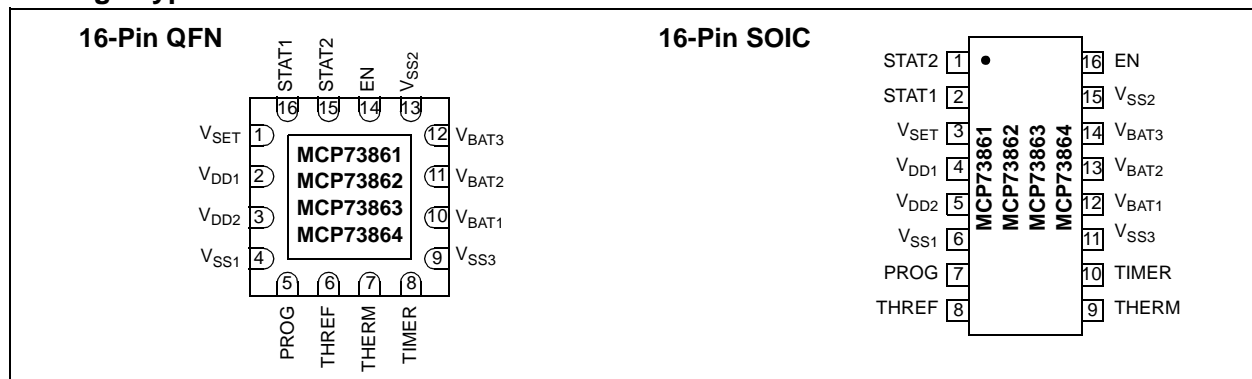 16-Pin QFN
STAT1
STAT2
EN
VSS2
16
15
14
13
VSET 1
VDD1 2
VDD2 3
VSS1 4
MCP73861
MCP73862
MCP73863
MCP73864
12 VBAT3
11 VBAT2
10 VBAT1
9 VSS3
5
6
7
8
PROG
THREF
THERM
TIMER
16-Pin SOIC
STAT2 1
STAT1 2
VSET 3
VDD1 4
VDD2 5
VSS1 6
PROG 7
THREF 8
MCP73861
MCP73862
MCP73863
MCP73864
16 EN
15 VSS2
14 VBAT3
13 VBAT2
12 VBAT1
11 VSS3
10 TIMER
9 THERM